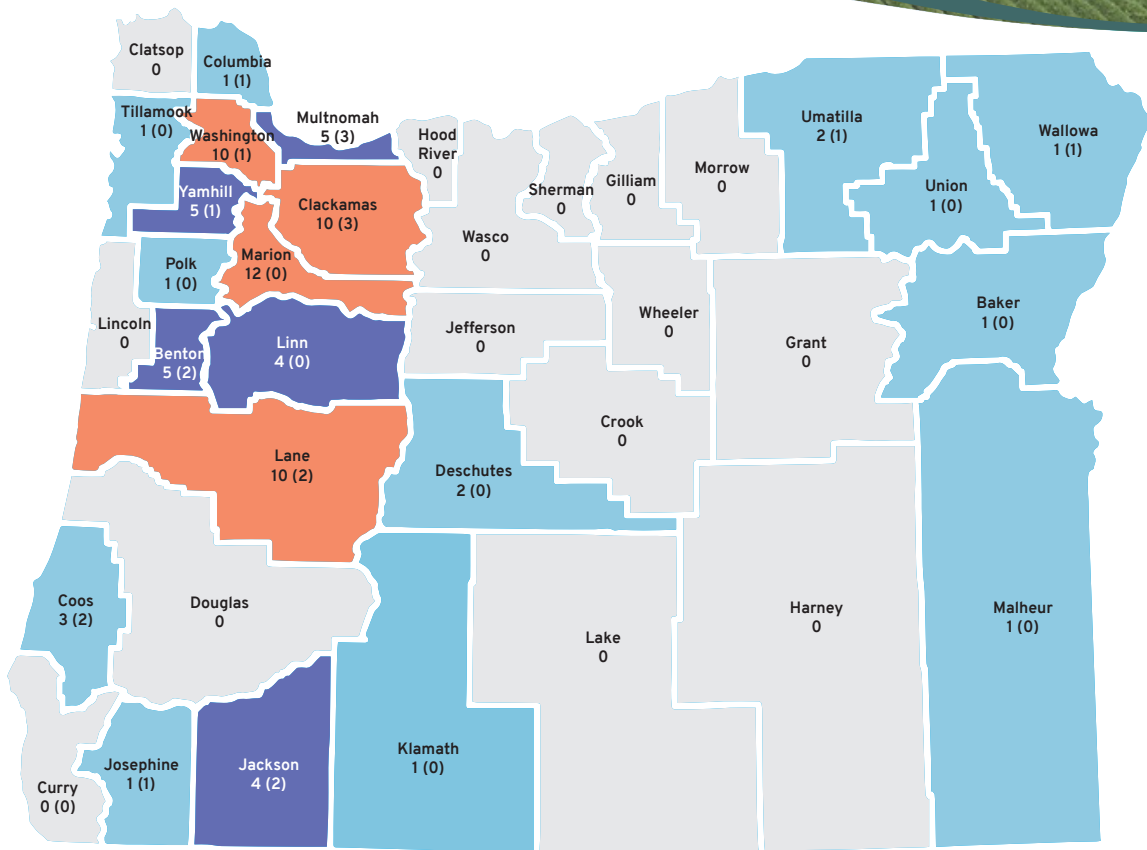 Clatsop
0
Columbia
1 (1)
Tillamook
1 (0)
Washington
10 (1)
Multnomah
5 (3)
Hood
River
0
Sherman
0
Gilliam
0
Morrow
0
Umatilla
2 (1)
Wallowa
1 (1)
Union
1 (0)
Yamhill
5 (1)
Clackamas
10 (3)
Wasco
0
Polk
1 (0)
Marion
12 (0)
Baker
1 (0)
Lincoln
0
Benton
5 (2)
Linn
4 (0)
Jefferson
0
Wheeler
0
Grant
0
Crook
0
Lane
10 (2)
Deschutes
2 (0)
Coos
3 (2)
Douglas
0
Lake
0
Harney
0
Malheur
1 (0)
Curry
0 (0)
Josephine
1 (1)
Jackson
4 (2)
Klamath
1 (0)